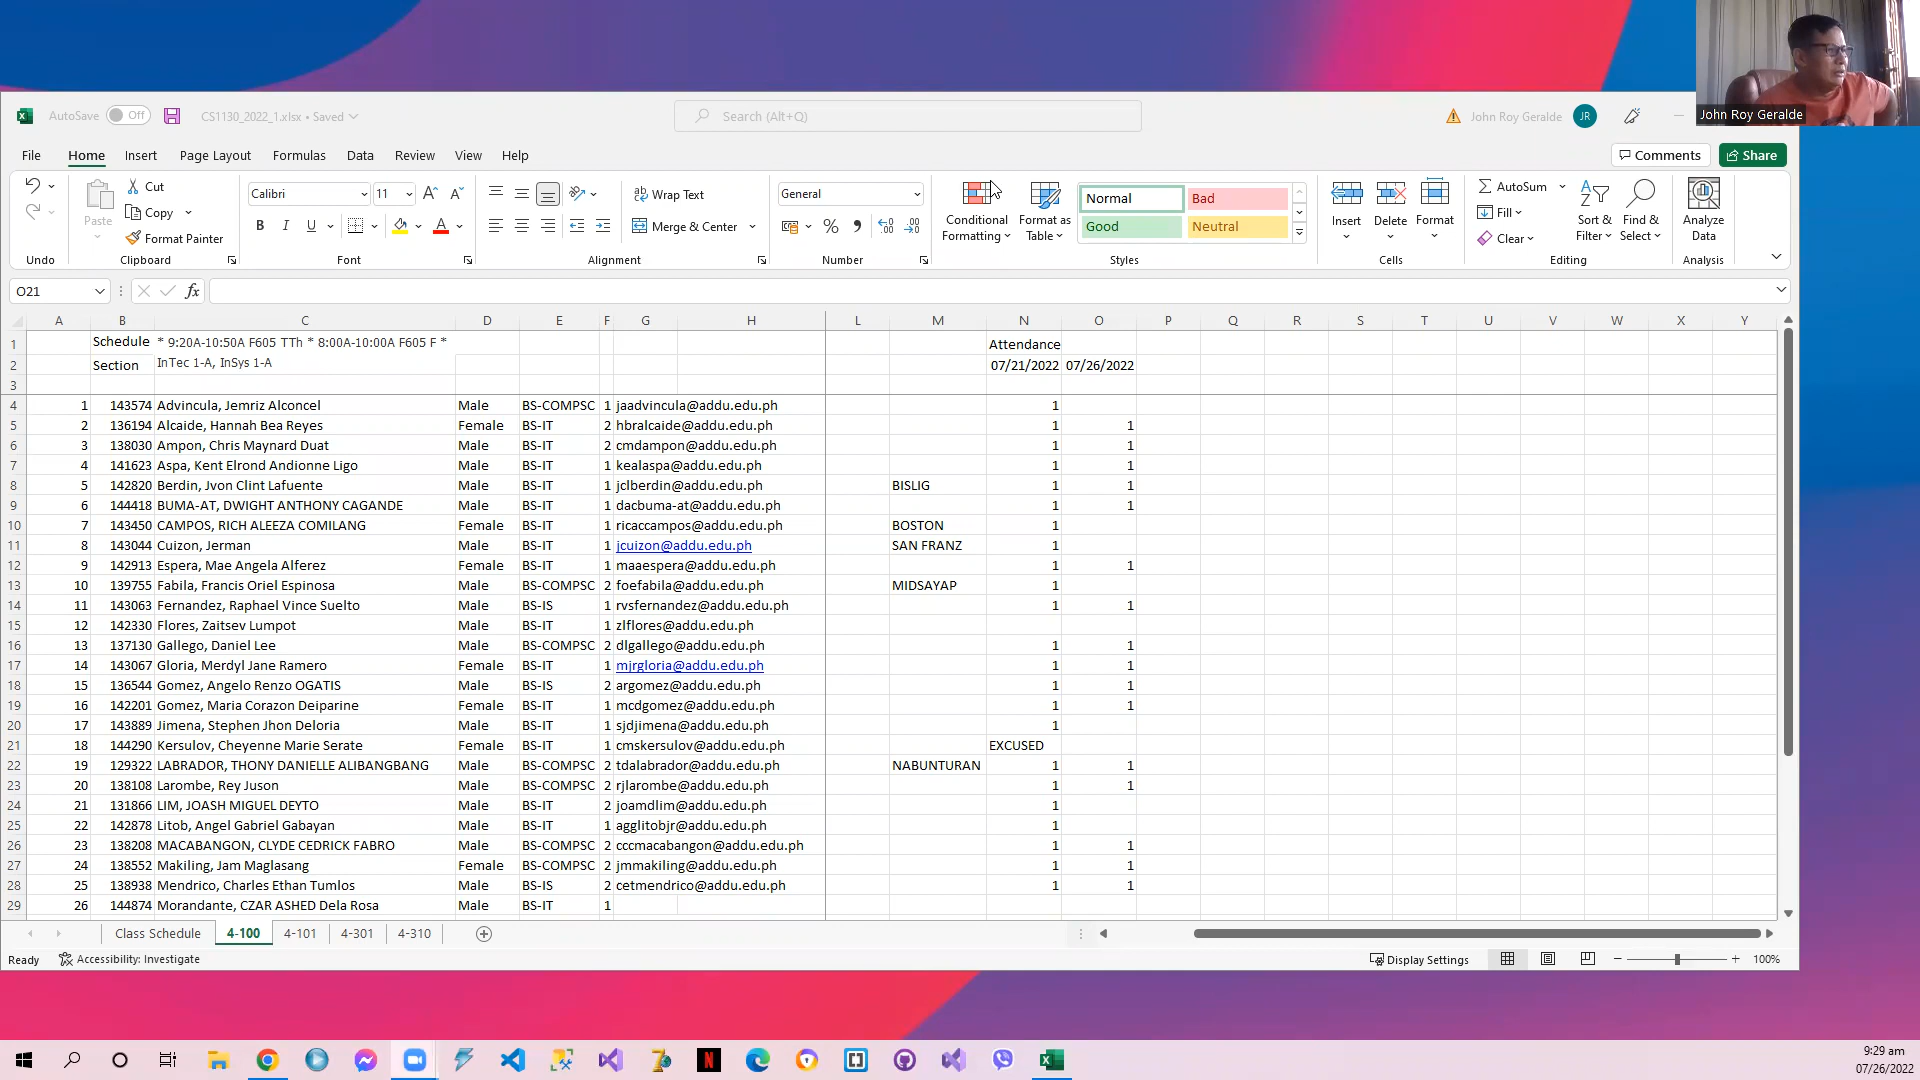 John Roy Geralde
AutoSave Off CS1130_2022_1.xlsx • Saved Search (Alt+Q) John Roy Geralde JR
File Home Insert Page Layout Formulas Data Review View Help Comments Share
Paste Cut Copy Format Painter Calibri 11 B I U A Wrap Text Merge & Center General % Conditional Formatting Format as Table Normal Bad Good Neutral Insert Delete Format AutoSum Fill Clear Sort & Filter Find & Select Analyze Data
Undo Clipboard Font Alignment Number Styles Cells Editing Analysis
O21 fx
A B C D E F G H L M N O P Q R S T U V W X Y
1 Schedule * 9:20A-10:50A F605 TTh * 8:00A-10:00A F605 F * Attendance
2 Section InTec 1-A, InSys 1-A 07/21/2022 07/26/2022
3
4 1 143574 Advincula, Jemriz Alconcel Male BS-COMPSC 1 jaadvincula@addu.edu.ph 1
5 2 136194 Alcaide, Hannah Bea Reyes Female BS-IT 2 hbralcaide@addu.edu.ph 1 1
6 3 138030 Ampon, Chris Maynard Duat Male BS-IT 2 cmdampon@addu.edu.ph 1 1
7 4 141623 Aspa, Kent Elrond Andionne Ligo Male BS-IT 1 kealaspa@addu.edu.ph 1 1
8 5 142820 Berdin, Jvon Clint Lafuente Male BS-IT 1 jclberdin@addu.edu.ph BISLIG 1 1
9 6 144418 BUMA-AT, DWIGHT ANTHONY CAGANDE Male BS-IT 1 dacbuma-at@addu.edu.ph 1 1
10 7 143450 CAMPOS, RICH ALEEZA COMILANG Female BS-IT 1 ricaccampos@addu.edu.ph BOSTON 1
11 8 143044 Cuizon, Jerman Male BS-IT 1 jcuizon@addu.edu.ph SAN FRANZ 1
12 9 142913 Espera, Mae Angela Alferez Female BS-IT 1 maaespera@addu.edu.ph 1 1
13 10 139755 Fabila, Francis Oriel Espinosa Male BS-COMPSC 2 foefabila@addu.edu.ph MIDSAYAP 1
14 11 143063 Fernandez, Raphael Vince Suelto Male BS-IS 1 rvsfernandez@addu.edu.ph 1 1
15 12 142330 Flores, Zaitsev Lumpot Male BS-IT 1 zlflores@addu.edu.ph
16 13 137130 Gallego, Daniel Lee Male BS-COMPSC 2 dlgallego@addu.edu.ph 1 1
17 14 143067 Gloria, Merdyl Jane Ramero Female BS-IT 1 mjrgloria@addu.edu.ph 1 1
18 15 136544 Gomez, Angelo Renzo OGATIS Male BS-IS 2 argomez@addu.edu.ph 1 1
19 16 142201 Gomez, Maria Corazon Deiparine Female BS-IT 1 mcdgomez@addu.edu.ph 1 1
20 17 143889 Jimena, Stephen Jhon Deloria Male BS-IT 1 sjdjimena@addu.edu.ph 1
21 18 144290 Kersulov, Cheyenne Marie Serate Female BS-IT 1 cmskersulov@addu.edu.ph EXCUSED
22 19 129322 LABRADOR, THONY DANIELLE ALIBANGBANG Male BS-COMPSC 2 tdalabrador@addu.edu.ph NABUNTURAN 1 1
23 20 138108 Larombe, Rey Juson Male BS-COMPSC 2 rjlarombe@addu.edu.ph 1 1
24 21 131866 LIM, JOASH MIGUEL DEYTO Male BS-IT 2 joamdlim@addu.edu.ph 1
25 22 142878 Litob, Angel Gabriel Gabayan Male BS-IT 1 agglitobjr@addu.edu.ph 1
26 23 138208 MACABANGON, CLYDE CEDRICK FABRO Male BS-COMPSC 2 cccmacabangon@addu.edu.ph 1 1
27 24 138552 Makiling, Jam Maglasang Female BS-COMPSC 2 jmmakiling@addu.edu.ph 1 1
28 25 138938 Mendrico, Charles Ethan Tumlos Male BS-IS 2 cetmendrico@addu.edu.ph 1 1
29 26 144874 Morandante, CZAR ASHED Dela Rosa Male BS-IT 1
Class Schedule 4-100 4-101 4-301 4-310
Ready Accessibility: Investigate Display Settings 100%
9:29 am
07/26/2022